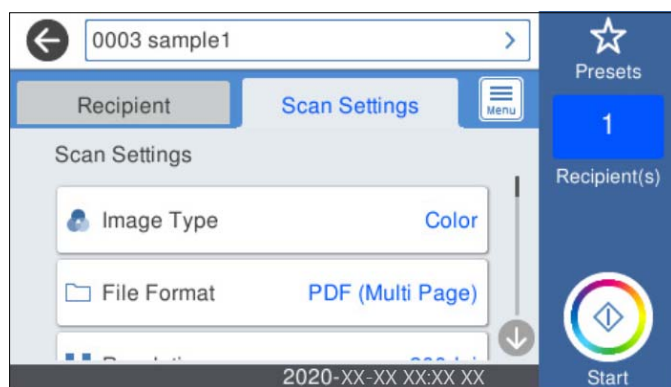 0003 sample1
Presets
Recipient
Scan Settings
Menu
1
Recipient(s)
Scan Settings
Image Type
Color
File Format
PDF (Multi Page)
2020-XX-XX XX:XX XX
Start